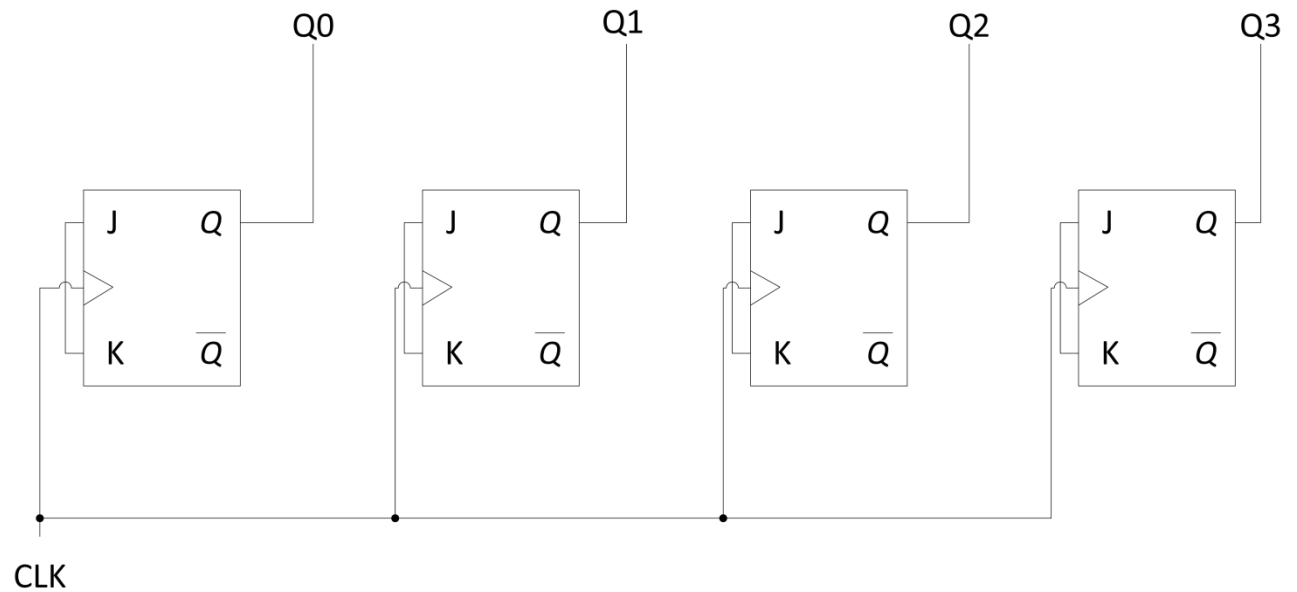 Q0 Q1 Q2 Q3
J Q J Q J Q J Q
K Q̅ K Q̅ K Q̅ K Q̅
CLK